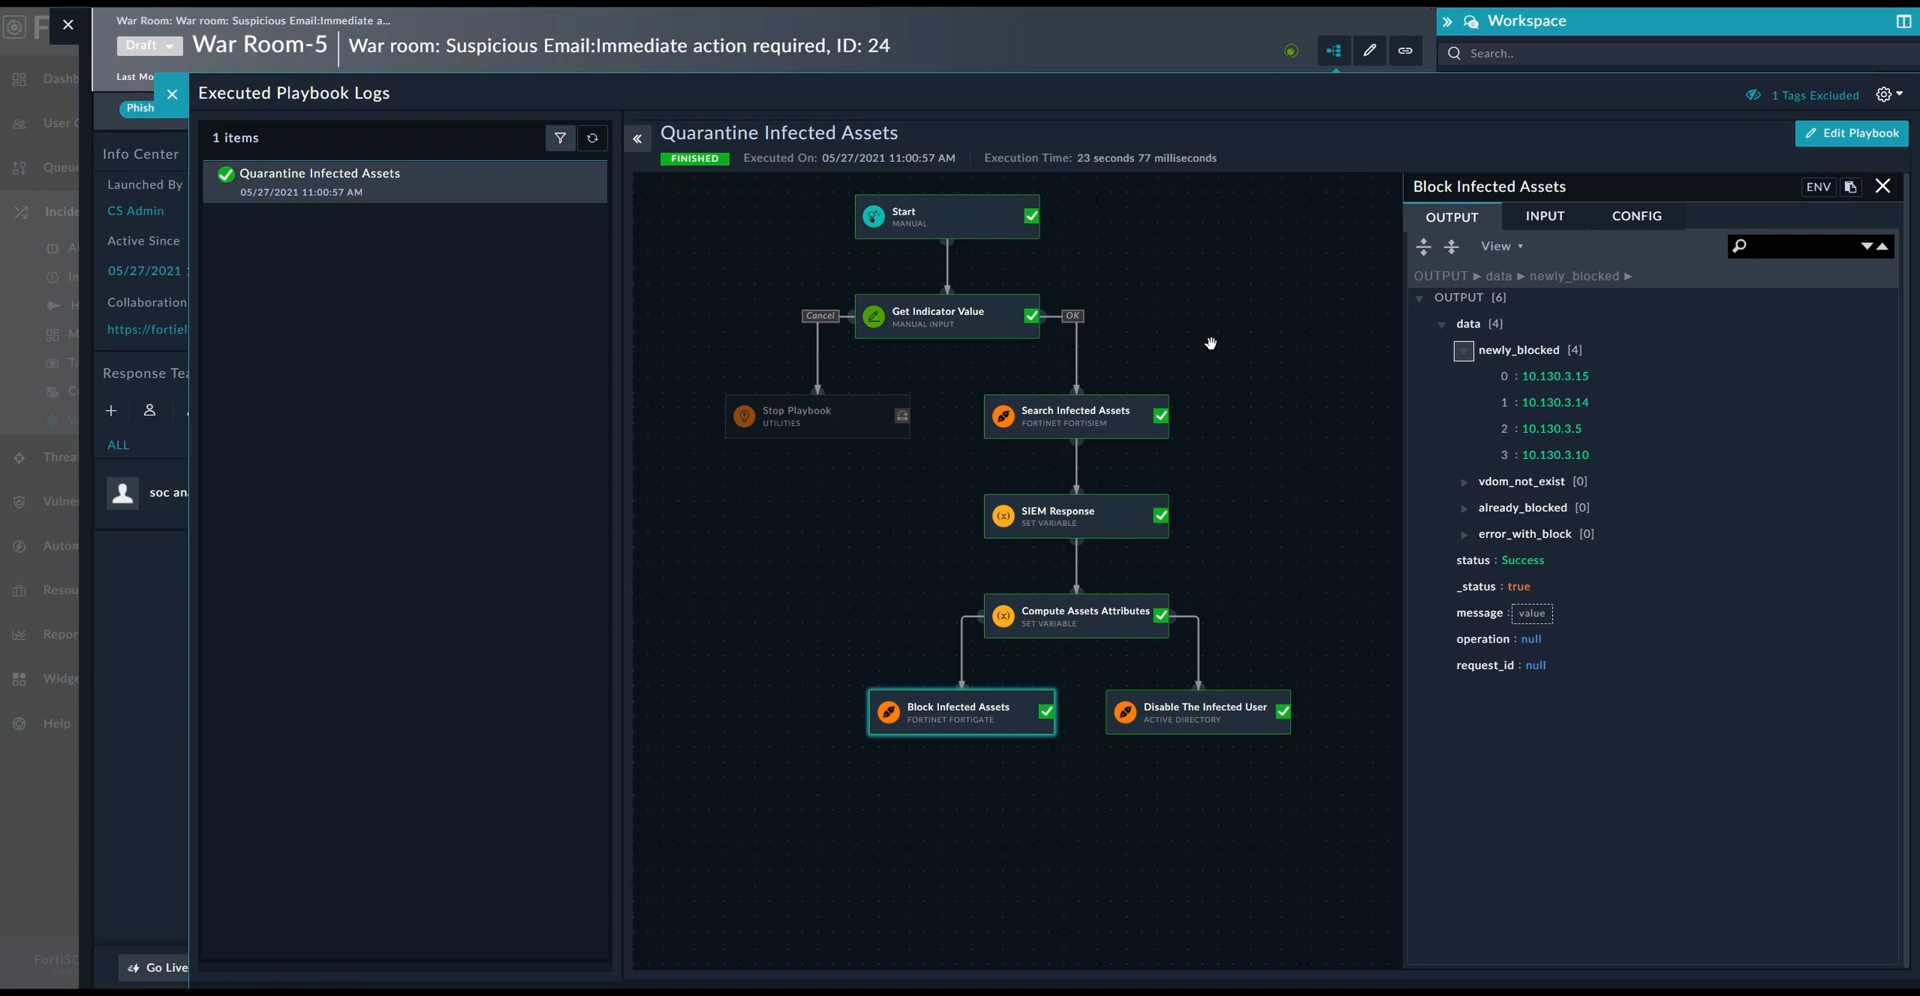 War Room: War room: Suspicious Email:Immediate a...
Draft
War Room-5
War room: Suspicious Email:Immediate action required, ID: 24
Last Mo
Phish
Workspace
Search..
Dashb
User
Queue
Incide
Threa
Vulner
Autom
Resou
Repor
Widge
Help
FortiSO
Info Center
Launched By
CS Admin
Active Since
05/27/2021
Collaboration
https://fortiel
Response Tea
ALL
soc an
Go Live
Executed Playbook Logs
1 Tags Excluded
1 items
Quarantine Infected Assets
05/27/2021 11:00:57 AM
Quarantine Infected Assets
FINISHED
Executed On: 05/27/2021 11:00:57 AM
Execution Time: 23 seconds 77 milliseconds
Edit Playbook
Start
MANUAL
Get Indicator Value
MANUAL INPUT
Cancel
OK
Stop Playbook
UTILITIES
Search Infected Assets
FORTINET FORTISIEM
(x)
SIEM Response
SET VARIABLE
(x)
Compute Assets Attributes
SET VARIABLE
Block Infected Assets
FORTINET FORTIGATE
Disable The Infected User
ACTIVE DIRECTORY
Block Infected Assets
ENV
OUTPUT
INPUT
CONFIG
View
OUTPUT ▶ data ▶ newly_blocked ▶
OUTPUT [6]
data [4]
newly_blocked [4]
0 : 10.130.3.15
1 : 10.130.3.14
2 : 10.130.3.5
3 : 10.130.3.10
vdom_not_exist [0]
already_blocked [0]
error_with_block [0]
status : Success
_status : true
message : value
operation : null
request_id : null